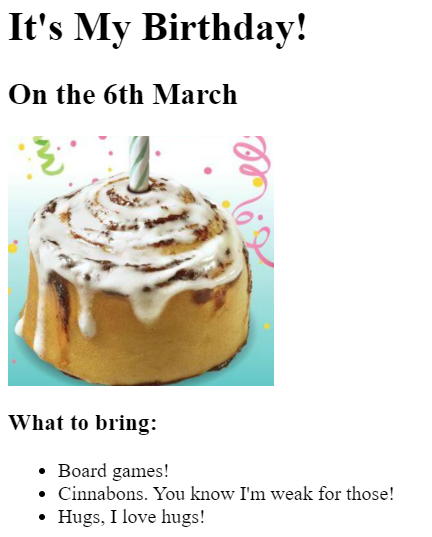 It's My Birthday!
On the 6th March
What to bring:
Board games!
Cinnabons. You know I'm weak for those!
Hugs, I love hugs!